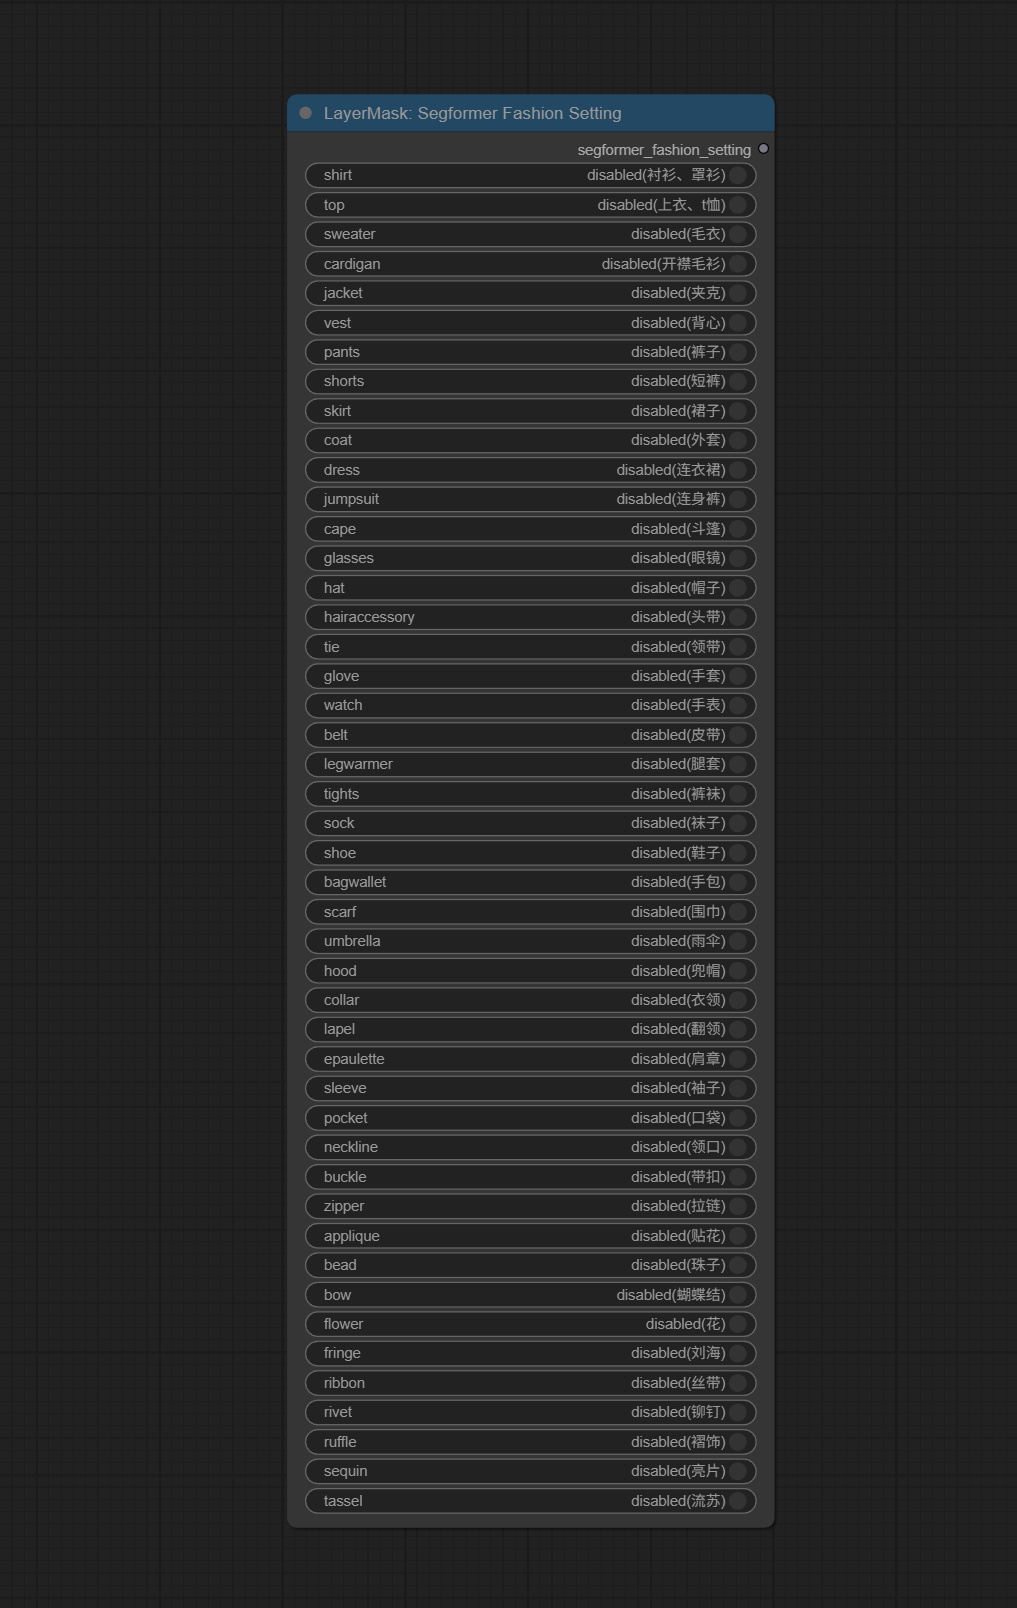 LayerMask: Segformer Fashion Setting
segformer_fashion_setting
shirt disabled(衬衫、罩衫)
top disabled(上衣、t恤)
sweater disabled(毛衣)
cardigan disabled(开襟毛衫)
jacket disabled(夹克)
vest disabled(背心)
pants disabled(裤子)
shorts disabled(短裤)
skirt disabled(裙子)
coat disabled(外套)
dress disabled(连衣裙)
jumpsuit disabled(连身裤)
cape disabled(斗篷)
glasses disabled(眼镜)
hat disabled(帽子)
hairaccessory disabled(头带)
tie disabled(领带)
glove disabled(手套)
watch disabled(手表)
belt disabled(皮带)
legwarmer disabled(腿套)
tights disabled(裤袜)
sock disabled(袜子)
shoe disabled(鞋子)
bagwallet disabled(手包)
scarf disabled(围巾)
umbrella disabled(雨伞)
hood disabled(兜帽)
collar disabled(衣领)
lapel disabled(翻领)
epaulette disabled(肩章)
sleeve disabled(袖子)
pocket disabled(口袋)
neckline disabled(领口)
buckle disabled(带扣)
zipper disabled(拉链)
applique disabled(贴花)
bead disabled(珠子)
bow disabled(蝴蝶结)
flower disabled(花)
fringe disabled(刘海)
ribbon disabled(丝带)
rivet disabled(铆钉)
ruffle disabled(褶饰)
sequin disabled(亮片)
tassel disabled(流苏)